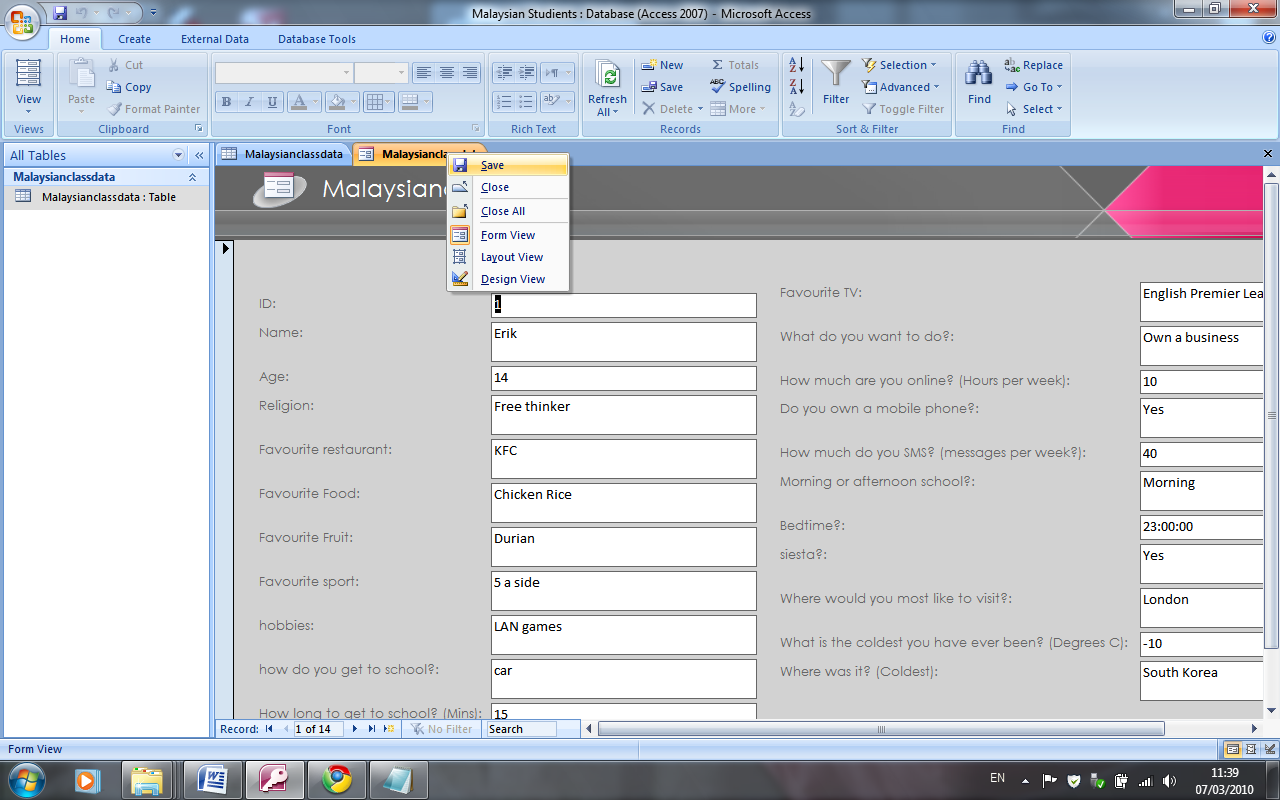 Malaysian Studients : Database (Access 2007) - Microsoft Access
Home Create External Data Database Tools
View
Views
Paste
Cut
Copy
Format Painter
Clipboard
B I U A
Font
Rich Text
Refresh All
New
Save
Delete
Totals
Spelling
More
Records
Filter
Selection
Advanced
Toggle Filter
Sort & Filter
Find
Replace
Go To
Select
Find
All Tables
Malaysianclassdata
Malaysianclassdata : Table
Malaysianclassdata
Save
Close
Close All
Form View
Layout View
Design View
ID: 1
Name: Erik
Age: 14
Religion: Free thinker
Favourite restaurant: KFC
Favourite Food: Chicken Rice
Favourite Fruit: Durian
Favourite sport: 5 a side
hobbies: LAN games
how do you get to school?: car
How long to get to school? (Mins): 15
Favourite TV: English Premier Lea
What do you want to do?: Own a business
How much are you online? (Hours per week): 10
Do you own a mobile phone?: Yes
How much do you SMS? (messages per week?): 40
Morning or afternoon school?: Morning
Bedtime?: 23:00:00
siesta?: Yes
Where would you most like to visit?: London
What is the coldest you have ever been? (Degrees C): -10
Where was it? (Coldest): South Korea
Record: 1 of 14 No Filter Search
Form View
EN 11:39
07/03/2010